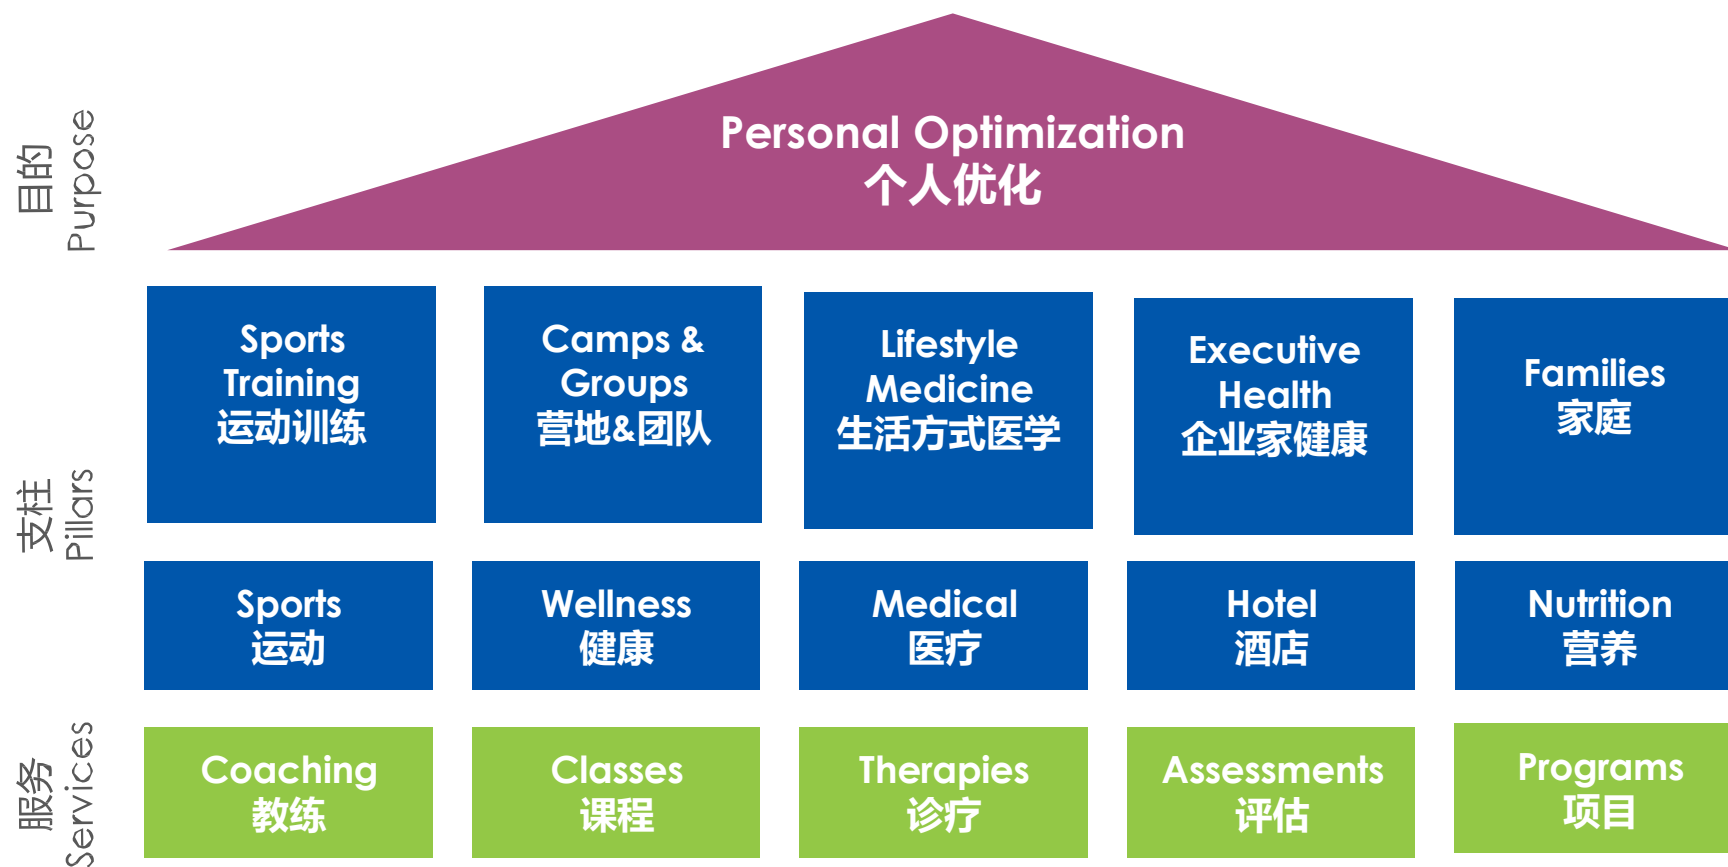 目的
Purpose
Personal Optimization
个人优化
支柱
Pillars
Sports
Training
运动训练
Camps &
Groups
营地&团队
Lifestyle
Medicine
生活方式医学
Executive
Health
企业家健康
Families
家庭
Sports
运动
Wellness
健康
Medical
医疗
Hotel
酒店
Nutrition
营养
服务
Services
Coaching
教练
Classes
课程
Therapies
诊疗
Assessments
评估
Programs
项目